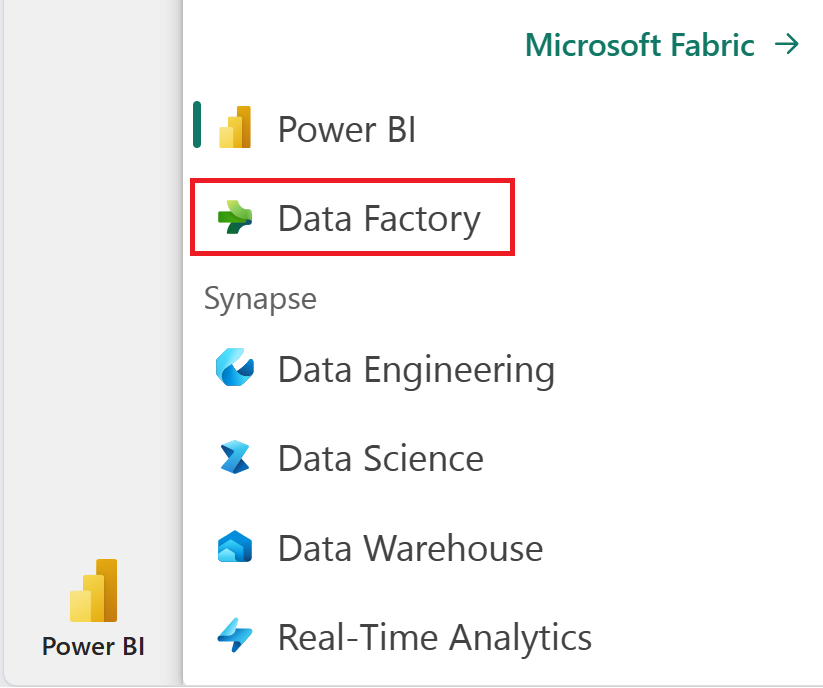 Microsoft Fabric →
Power BI
Data Factory
Synapse
Data Engineering
Data Science
Data Warehouse
Real-Time Analytics
Power BI